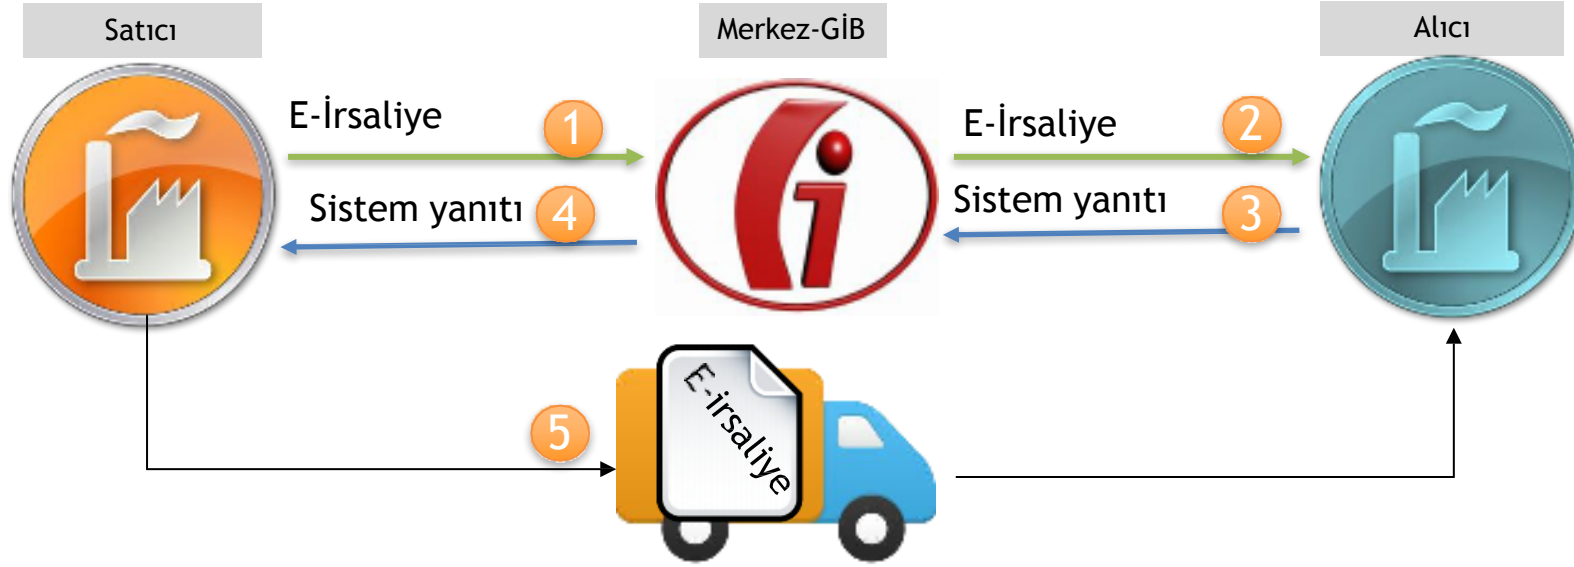 Satıcı
Merkez-GİB
Alıcı
E-İrsaliye
1
E-İrsaliye
2
Sistem yanıtı
4
Sistem yanıtı
3
5
E-irsaliye